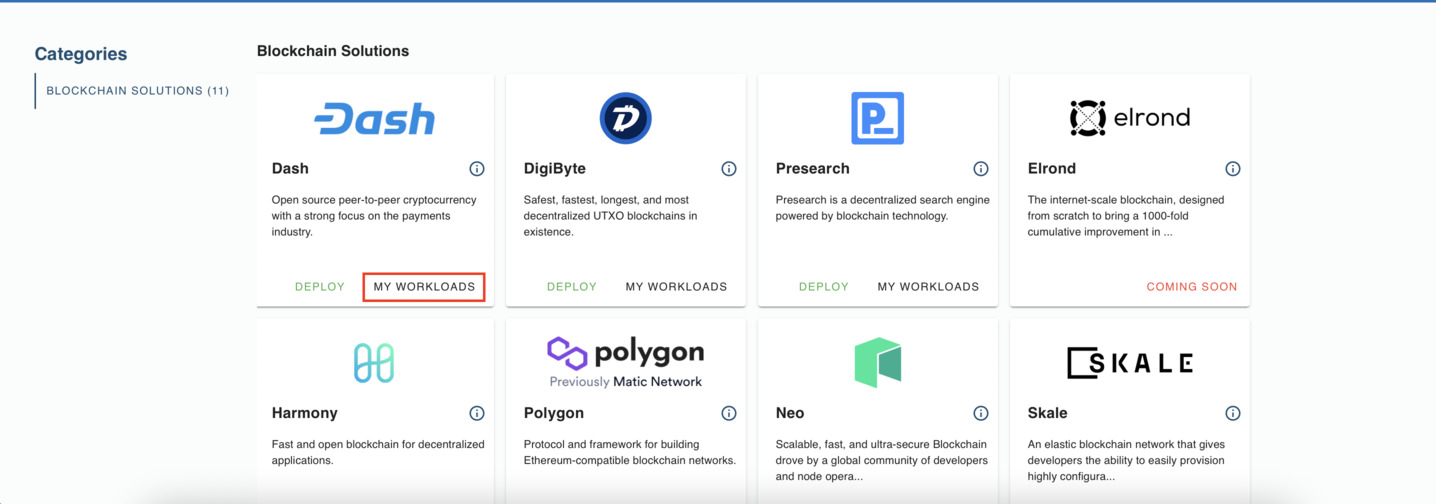 Categories
BLOCKCHAIN SOLUTIONS (11)
Blockchain Solutions
Dash
Dash
Open source peer-to-peer cryptocurrency
with a strong focus on the payments
industry.
DEPLOY
MY WORKLOADS
DigiByte
Safest, fastest, longest, and most
decentralized UTXO blockchains in
existence.
DEPLOY
MY WORKLOADS
Presearch
Presearch is a decentralized search engine
powered by blockchain technology.
DEPLOY
MY WORKLOADS
elrond
Elrond
The internet-scale blockchain, designed
from scratch to bring a 1000-fold
cumulative improvement in ...
COMING SOON
Harmony
Fast and open blockchain for decentralized
applications.
polygon
Previously Matic Network
Polygon
Protocol and framework for building
Ethereum-compatible blockchain networks.
Neo
Scalable, fast, and ultra-secure Blockchain
drove by a global community of developers
and node opera...
SKALE
Skale
An elastic blockchain network that gives
developers the ability to easily provision
highly configura...